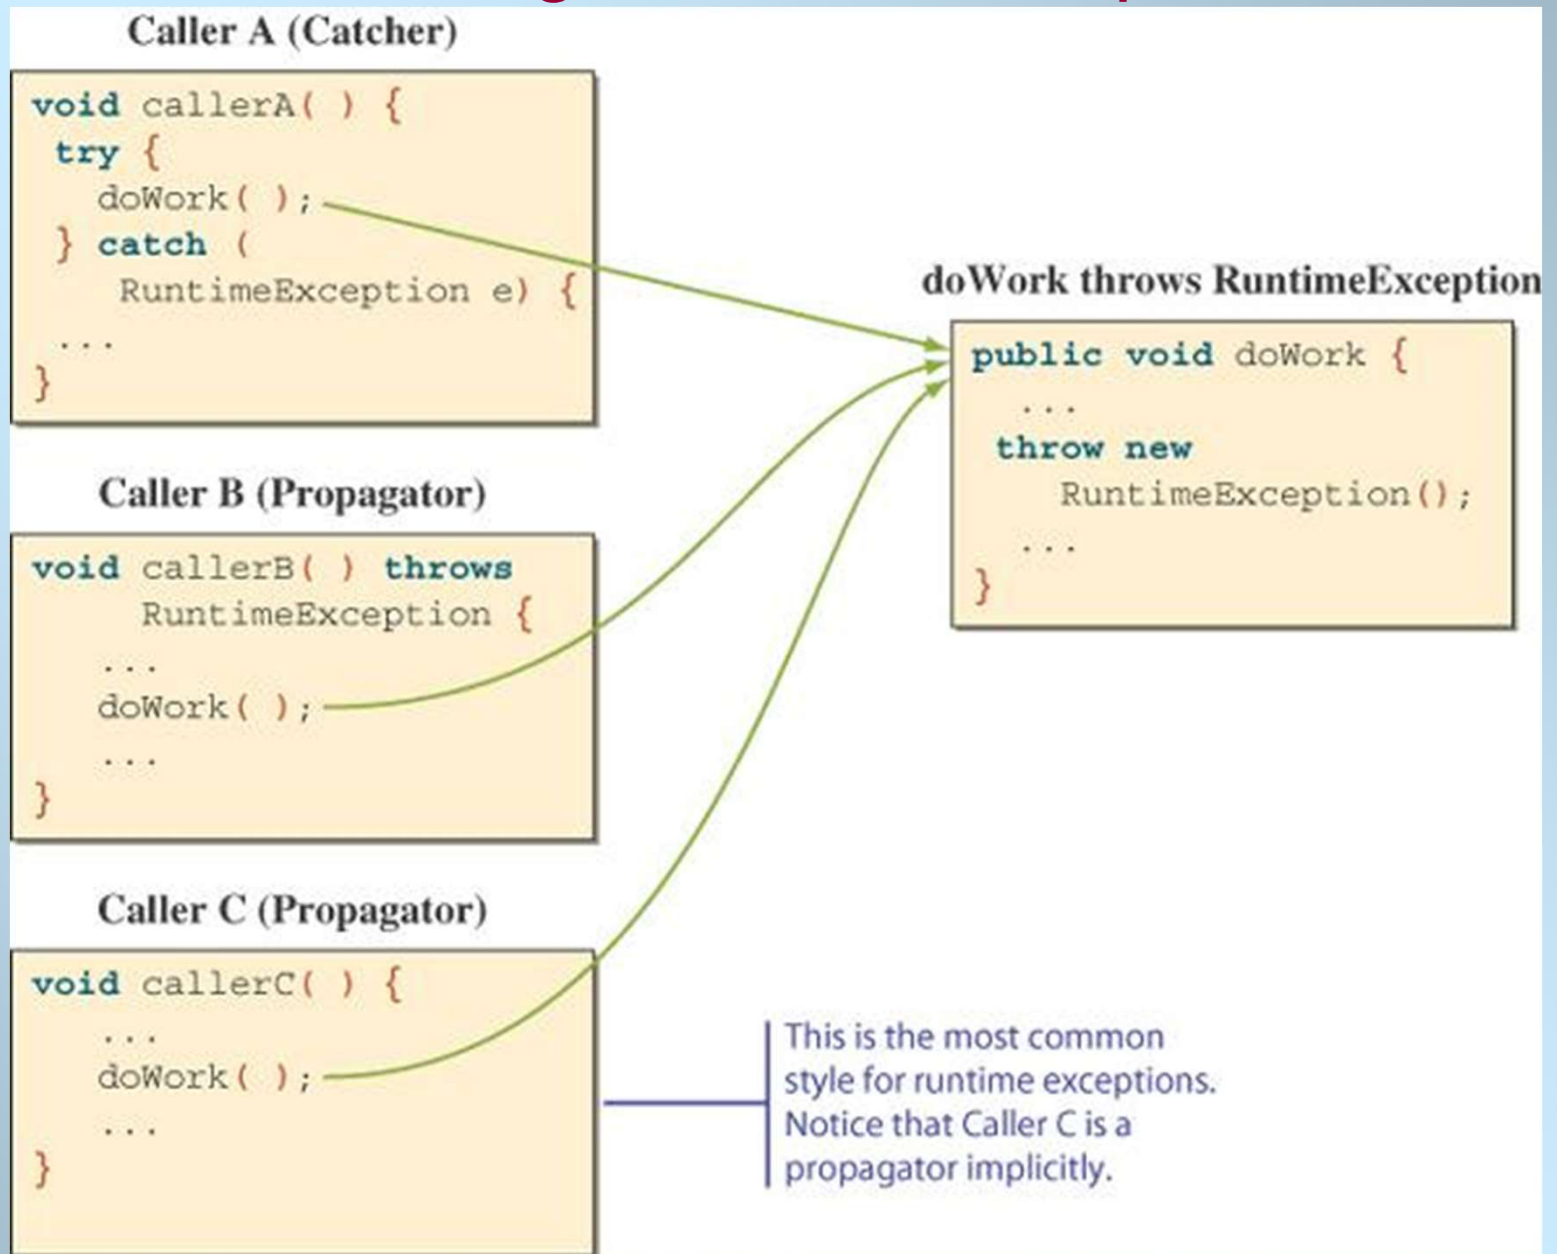 Caller A (Catcher)
void callerA( ) {
try {
doWork( );
} catch (
RuntimeException e) {
...
}
doWork throws RuntimeException
public void doWork {
...
throw new
RuntimeException();
...
}
Caller B (Propagator)
void callerB( ) throws
RuntimeException {
...
doWork( );
...
}
Caller C (Propagator)
void callerC( ) {
...
doWork( );
...
}
This is the most common
style for runtime exceptions.
Notice that Caller C is a
propagator implicitly.